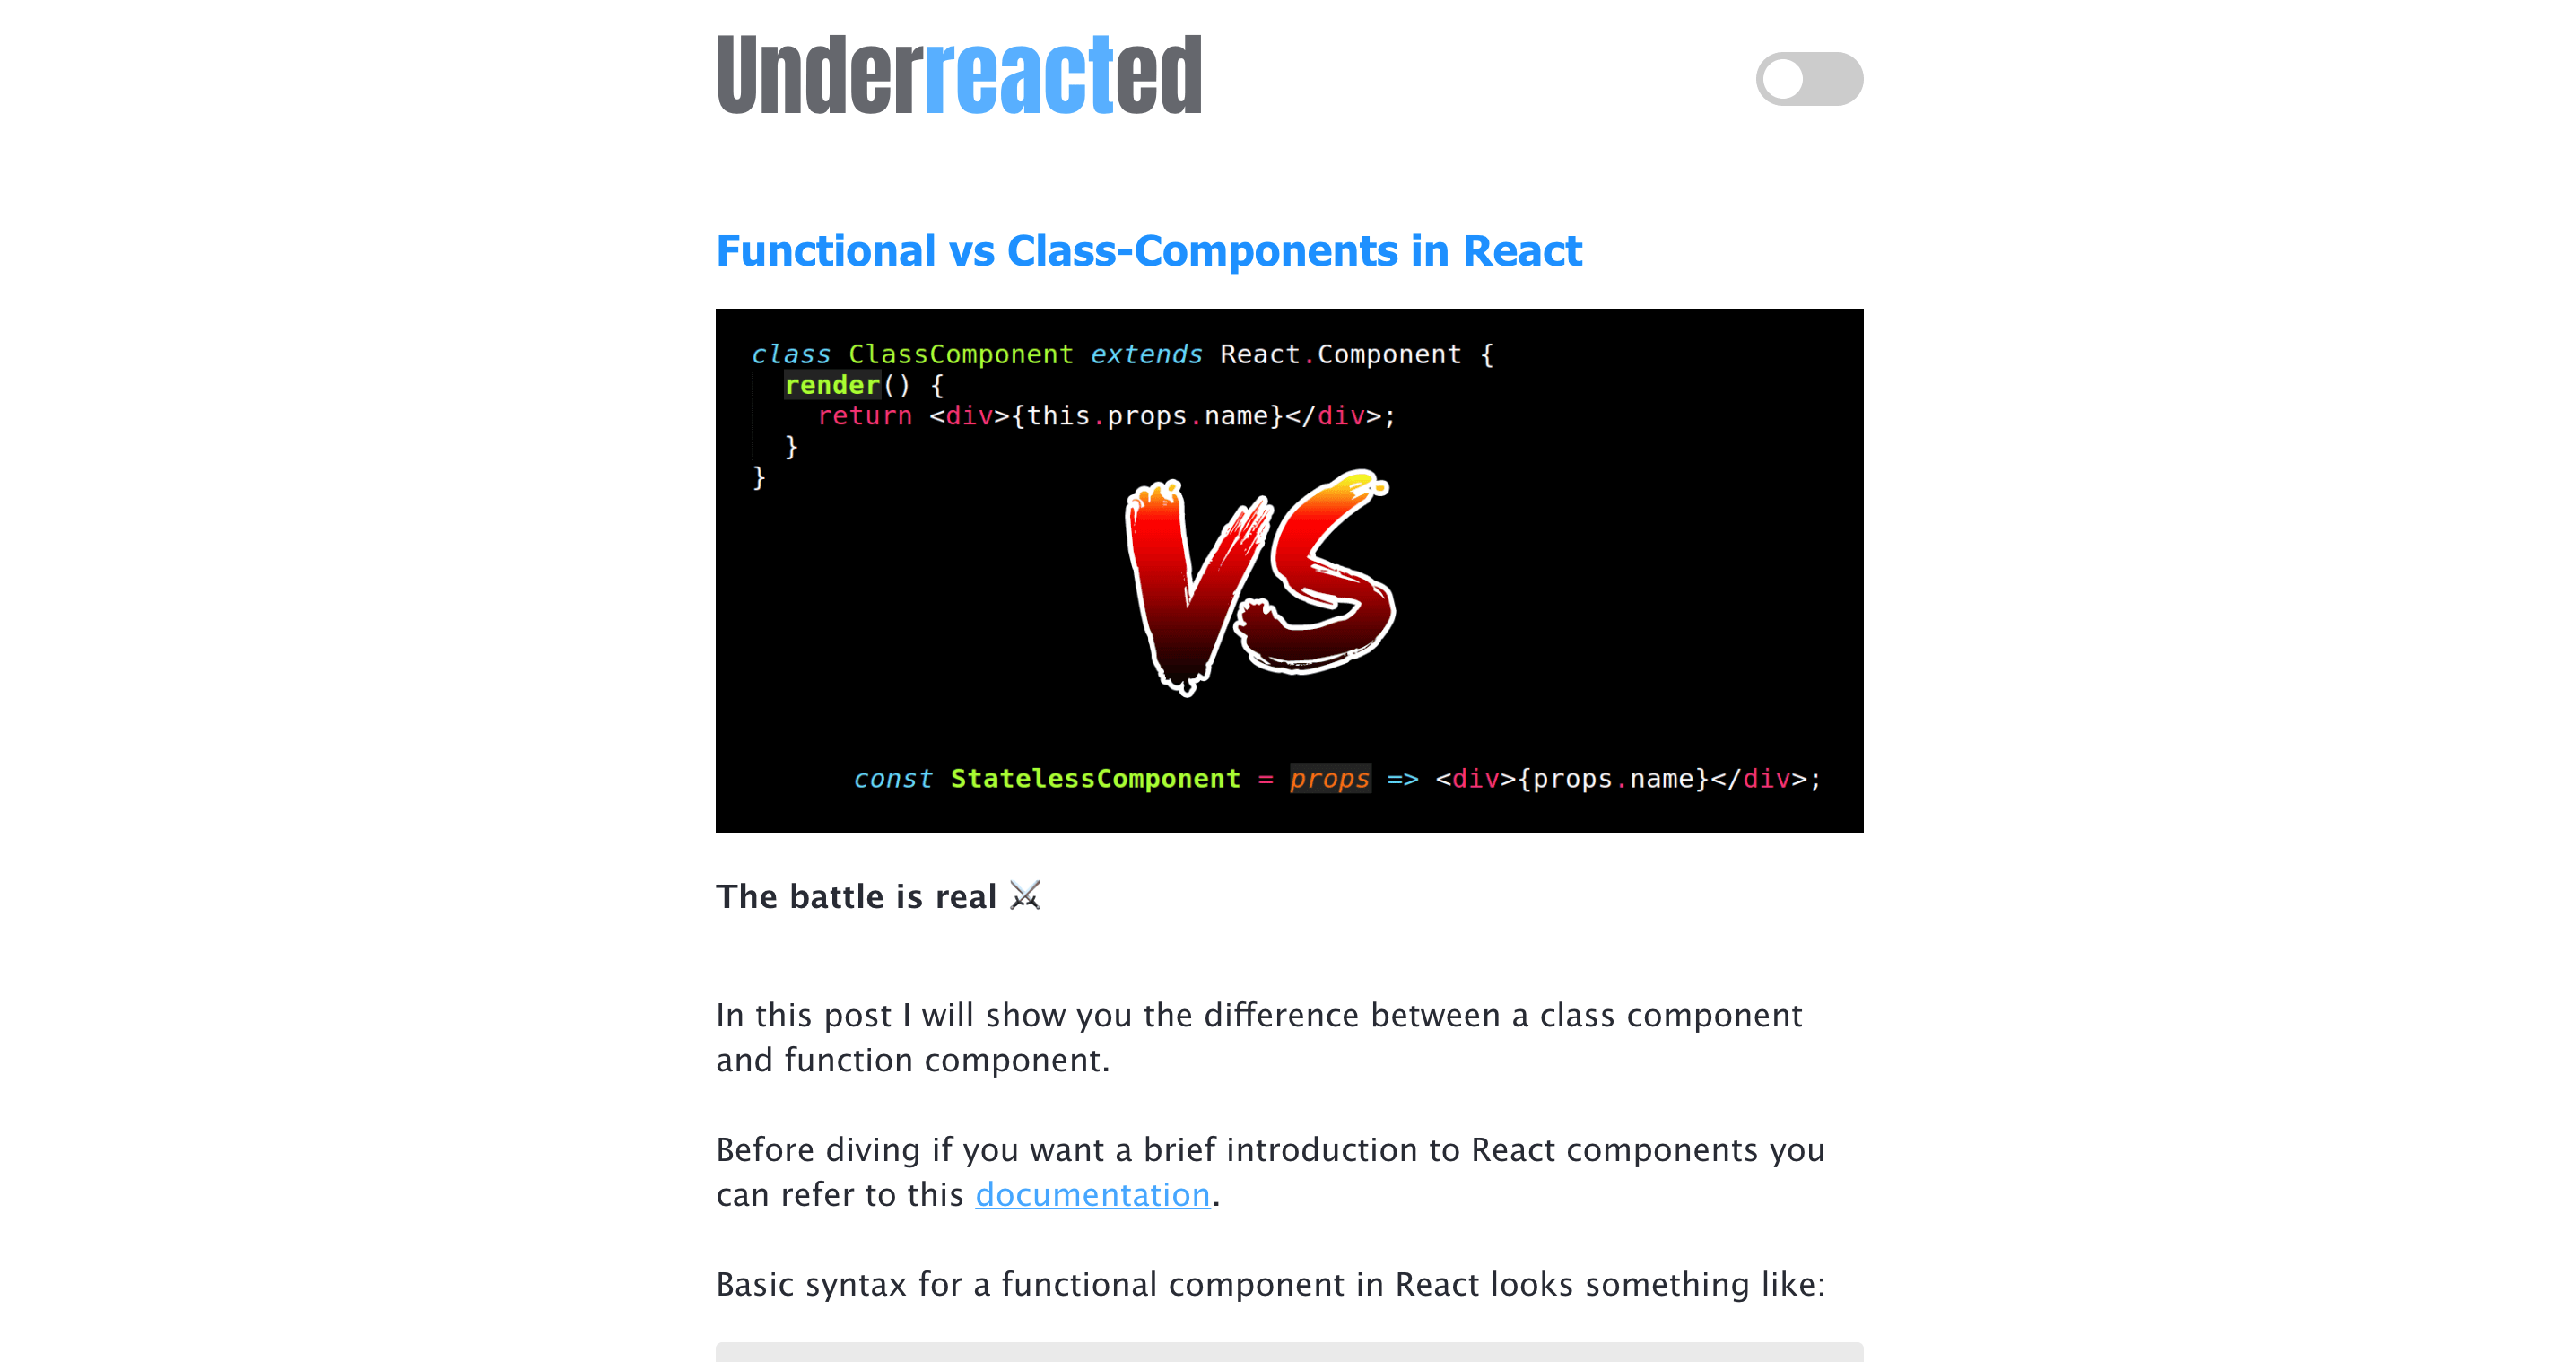 Underreacted
Functional vs Class-Components in React
class ClassComponent extends React.Component {
render() {
return <div>{this.props.name}</div>;
}
}
VS
const StatelessComponent = props => <div>{props.name}</div>;
The battle is real ⚔️
In this post I will show you the difference between a class component
and function component.
Before diving if you want a brief introduction to React components you
can refer to this documentation.
Basic syntax for a functional component in React looks something like: